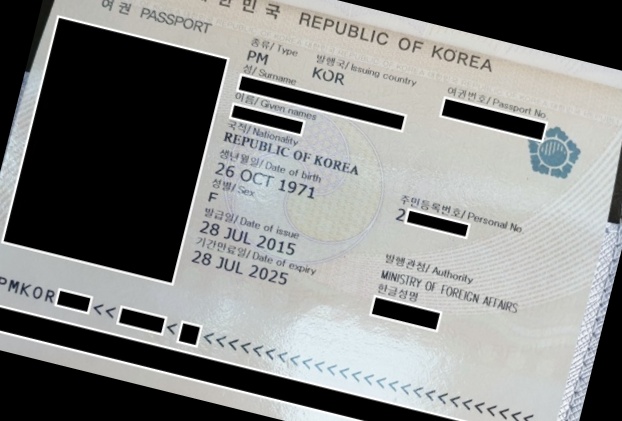 한 민 국 REPUBLIC OF KOREA
여권 PASSPORT
종류/ Type 발행국/ Issuing country 여권번호/ Passport No
PM KOR
성/ Surname
이름/ Given names
국적/ Nationality
REPUBLIC OF KOREA
생년월일/ Date of birth
26 OCT 1971
성별/ Sex 주민등록번호/ Personal No
F 2
발급일/ Date of issue 발행관청/ Authority
28 JUL 2015 MINISTRY OF FOREIGN AFFAIRS
기간만료일/ Date of expiry 한글성명
28 JUL 2025
PMKOR << < <<<<<<<<<<<<<<<<<<<<<<<<<<<<